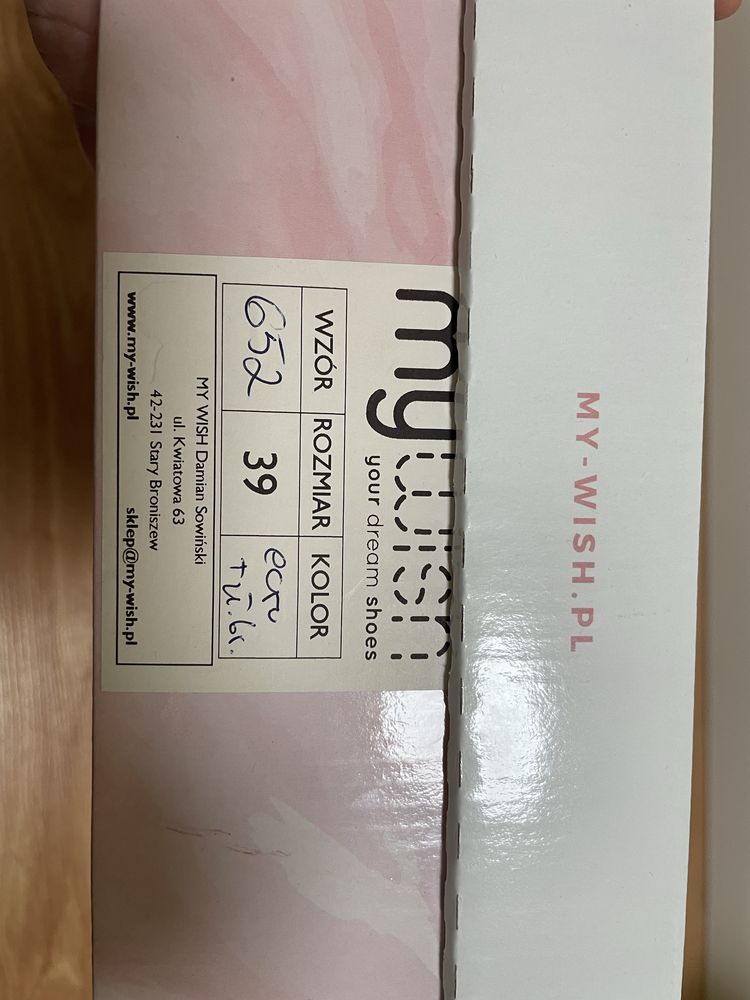 MY-WISH.PL
mywish
your dream shoes
WZÓR ROZMIAR KOLOR
652 39 ecru
MY WISH Damian Sowiński
ul. Kwiatowa 63
42-231 Stary Broniszew
www.my-wish.pl sklep@my-wish.pl